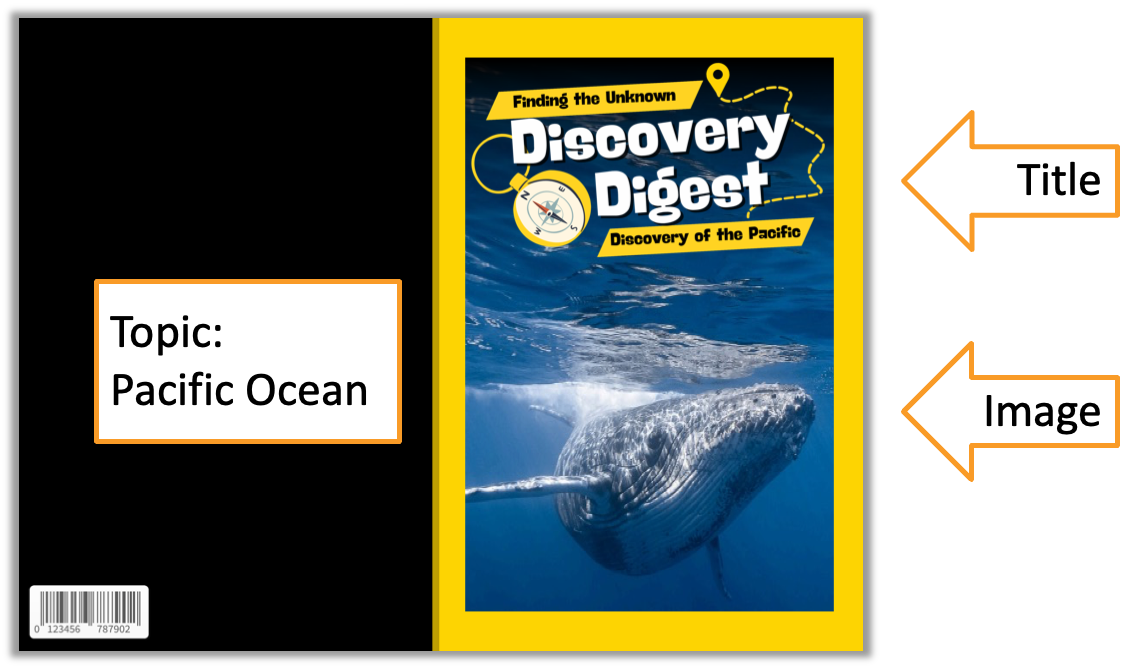 Finding the Unknown
Discovery
Digest
Discovery of the Pacific
N
E
S
W
Title
Topic:
Pacific Ocean
Image
0 123456 787902